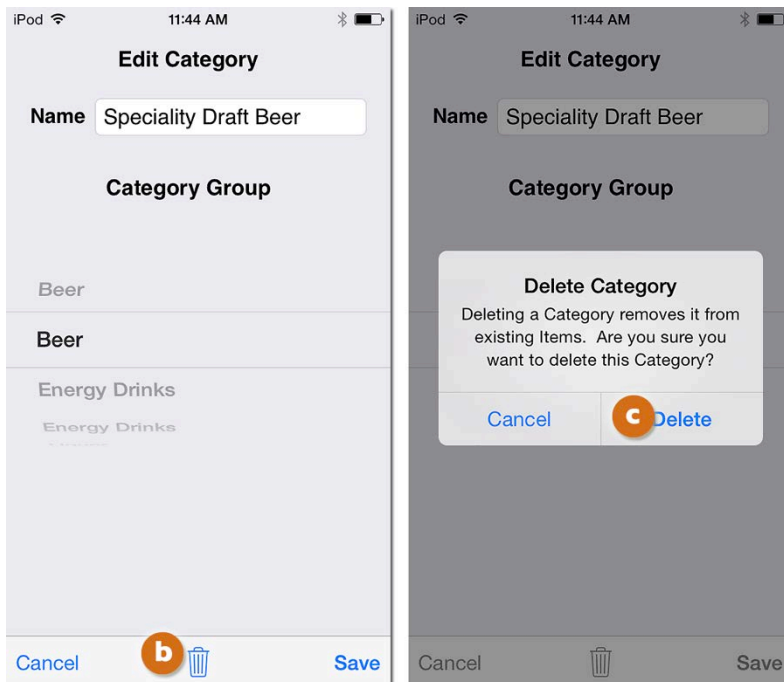 iPod 11:44 AM
Edit Category
Name Speciality Draft Beer
Category Group
Beer
Beer
Energy Drinks
Energy Drinks
b
Cancel Save
iPod 11:44 AM
Edit Category
Name Speciality Draft Beer
Category Group
Delete Category
Deleting a Category removes it from
existing Items. Are you sure you
want to delete this Category?
Cancel c Delete
Cancel Save